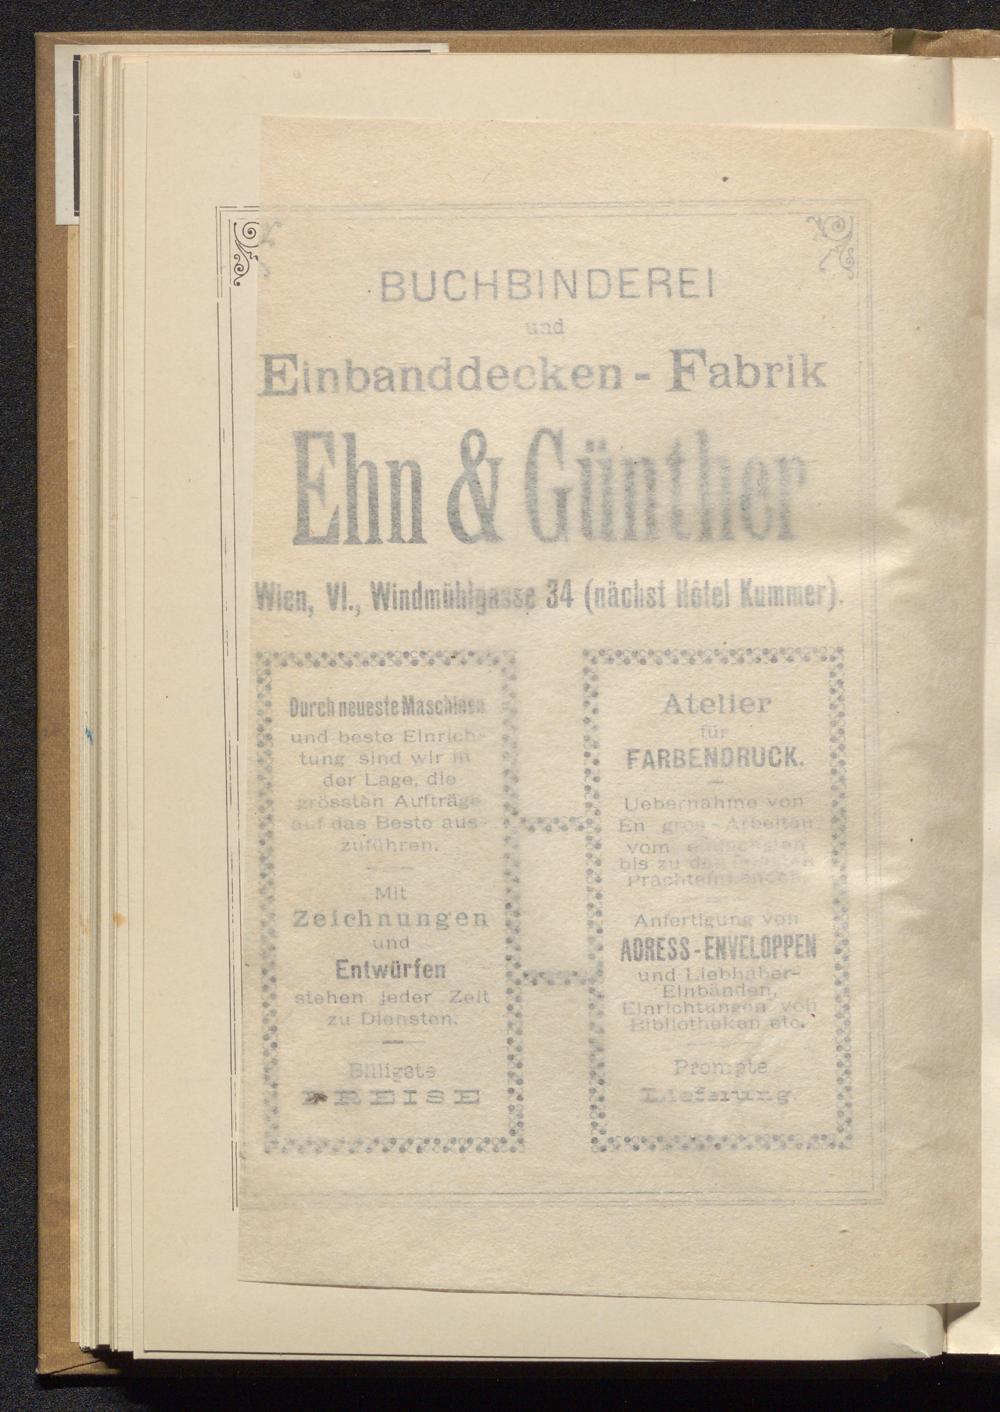 BUCHBINDEREI
und
Einbanddecken - Fabrik
Ehn & Günther
Wien, VI., Windmühlgasse 34 (nächst Hôtel Kummer).
Durch neueste Maschinen
und beste Einrich-
tung sind wir in
der Lage, die
grössten Aufträge
auf das Beste aus-
zuführen.
Mit
Zeichnungen
und
Entwürfen
stehen jeder Zeit
zu Diensten.
Billigste
PREISE
Atelier
für
FARBENDRUCK.
Uebernahme von
En gros - Arbeiten
vom einfachsten
bis zu den feinsten
Prachteinbänden.
Anfertigung von
ADRESS-ENVELOPPEN
und Liebhaber-
Einbänden,
Einrichtungen von
Bibliotheken etc.
Prompte
Lieferung.